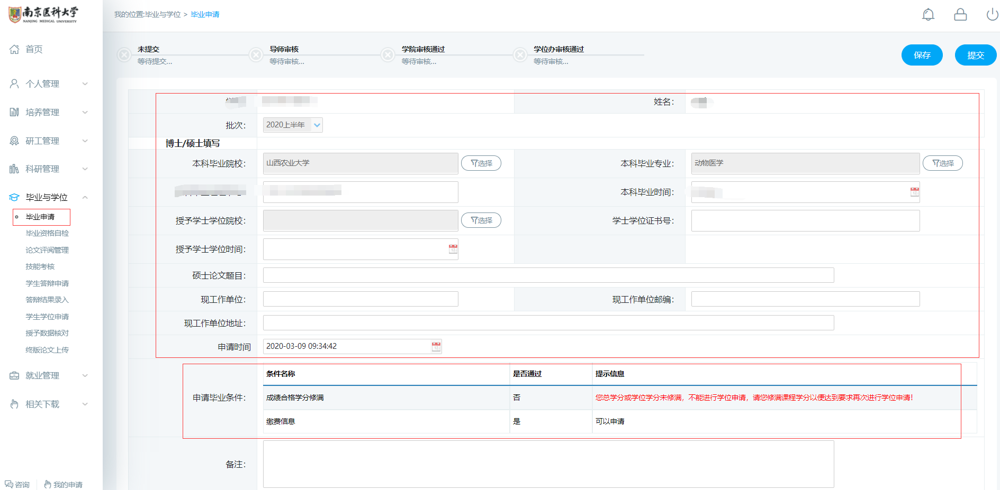 南京医科大学
NANJING MEDICAL UNIVERSITY
我的位置:毕业与学位 > 毕业申请
首页
个人管理
培养管理
研工管理
科研管理
毕业与学位
毕业申请
毕业资格自检
论文评阅管理
技能考核
学生答辩申请
答辩结果录入
学生学位申请
授予数据核对
终版论文上传
就业管理
相关下载
咨询
我的申请
未提交
等待提交...
导师审核
等待审核...
学院审核通过
等待审核...
学位办审核通过
等待审核...
保存
提交
姓名:
批次: 2020上半年
博士/硕士填写
本科毕业院校: 山西农业大学 选择 本科毕业专业: 动物医学 选择
本科毕业时间:
授予学士学位院校: 选择 学士学位证书号:
授予学士学位时间:
硕士论文题目:
现工作单位: 现工作单位邮编:
现工作单位地址:
申请时间 2020-03-09 09:34:42
申请毕业条件:
条件名称 是否通过 提示信息
成绩合格学分修满 否 您总学分或学位学分未修满，不能进行学位申请，请您修满课程学分以便达到要求再次进行学位申请!
缴费信息 是 可以申请
备注: